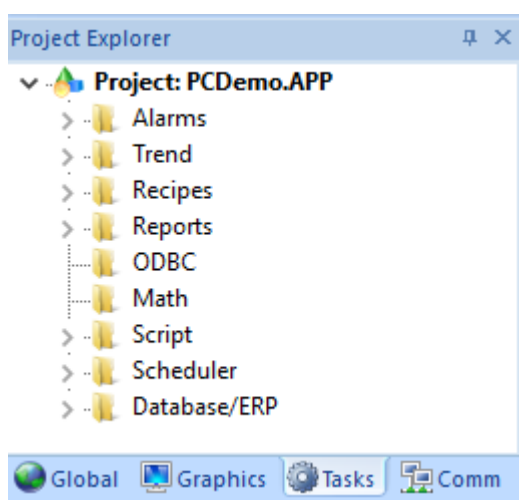 Project Explorer
Project: PCDemo.APP
Alarms
Trend
Recipes
Reports
ODBC
Math
Script
Scheduler
Database/ERP
Global Graphics Tasks Comm